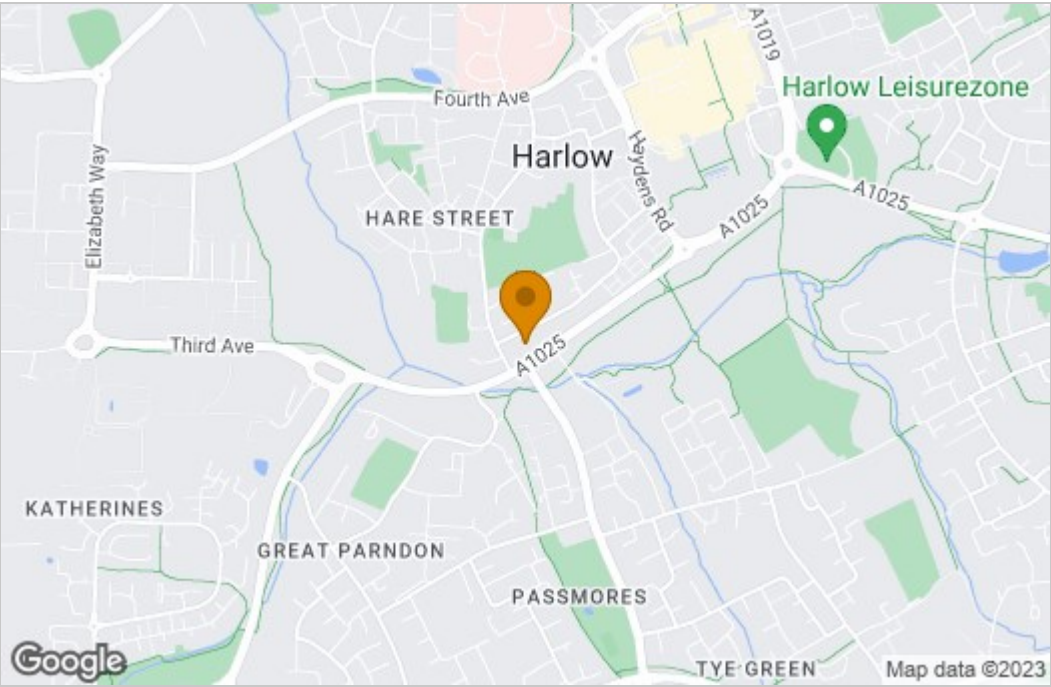 A1019
Harlow Leisurezone
Fourth Ave
Haydens Rd
Harlow
Elizabeth Way
A1025
A1025
HARE STREET
Third Ave
A1025
KATHERINES
GREAT PARNDON
PASSMORES
TYE GREEN
Google
Map data ©2023